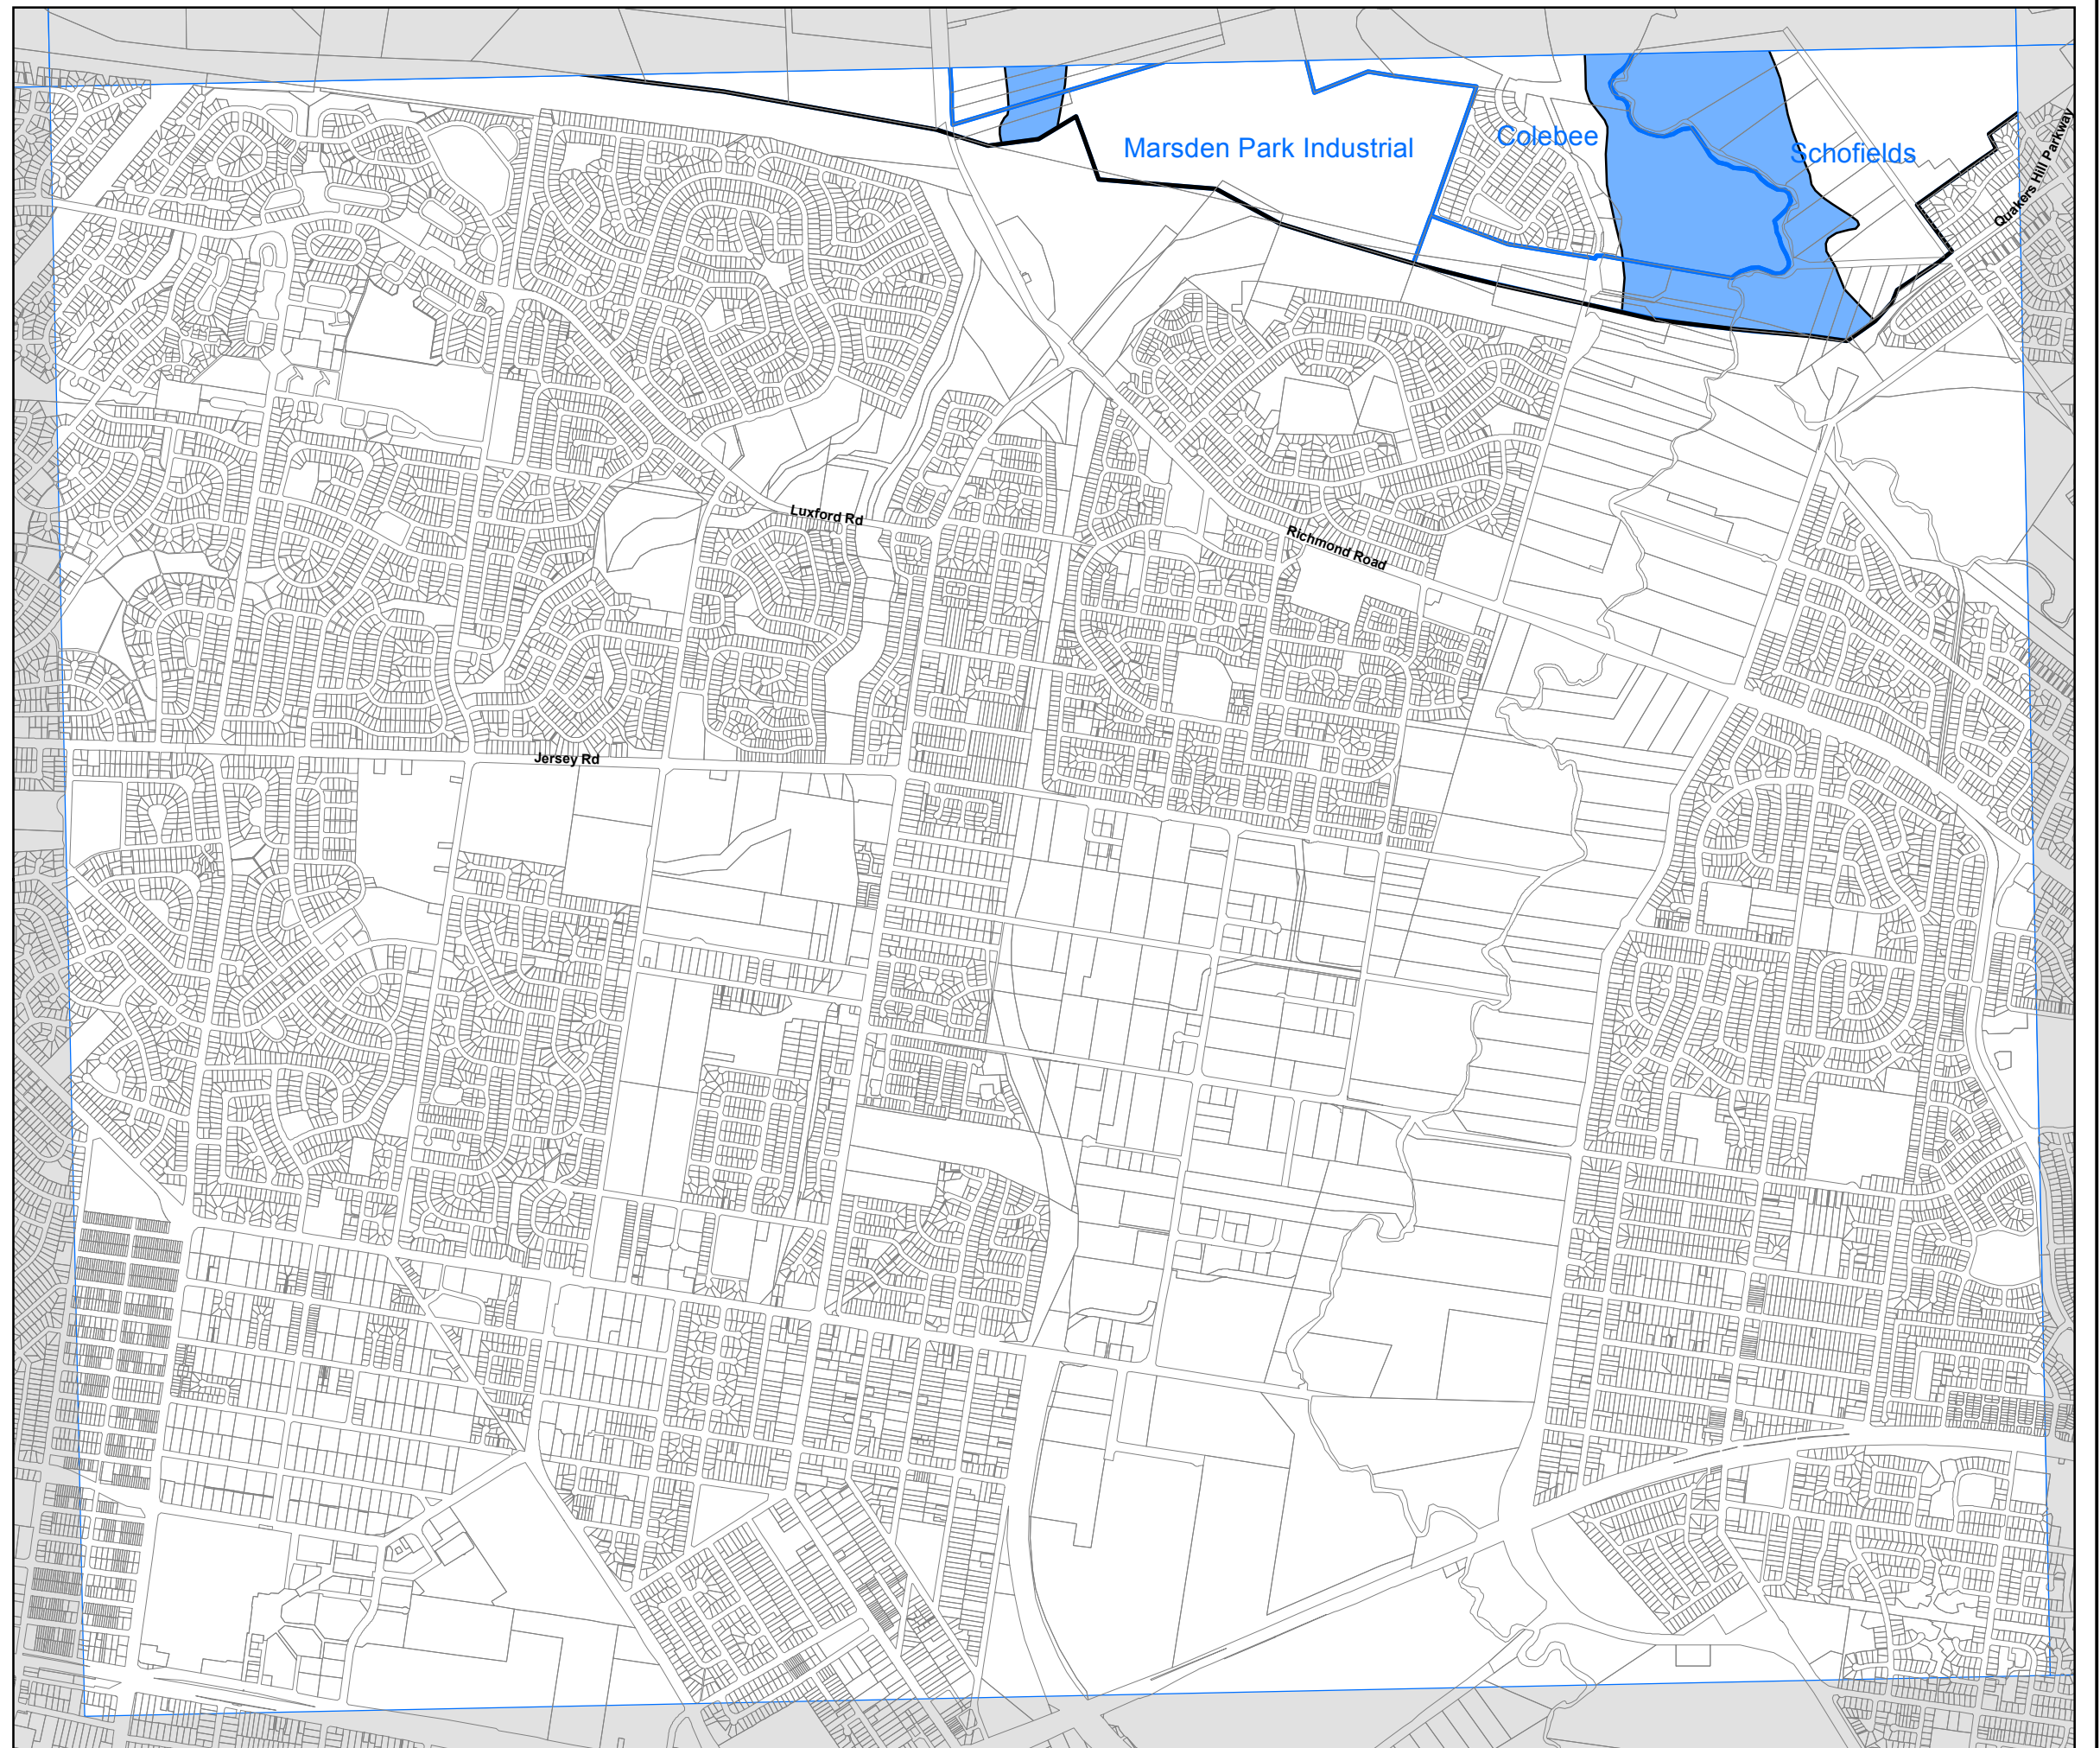 Marsden Park Industrial
Colebee
Schofields
Quakers Hill Parkway
Luxford Rd
Richmond Road
Jersey Rd